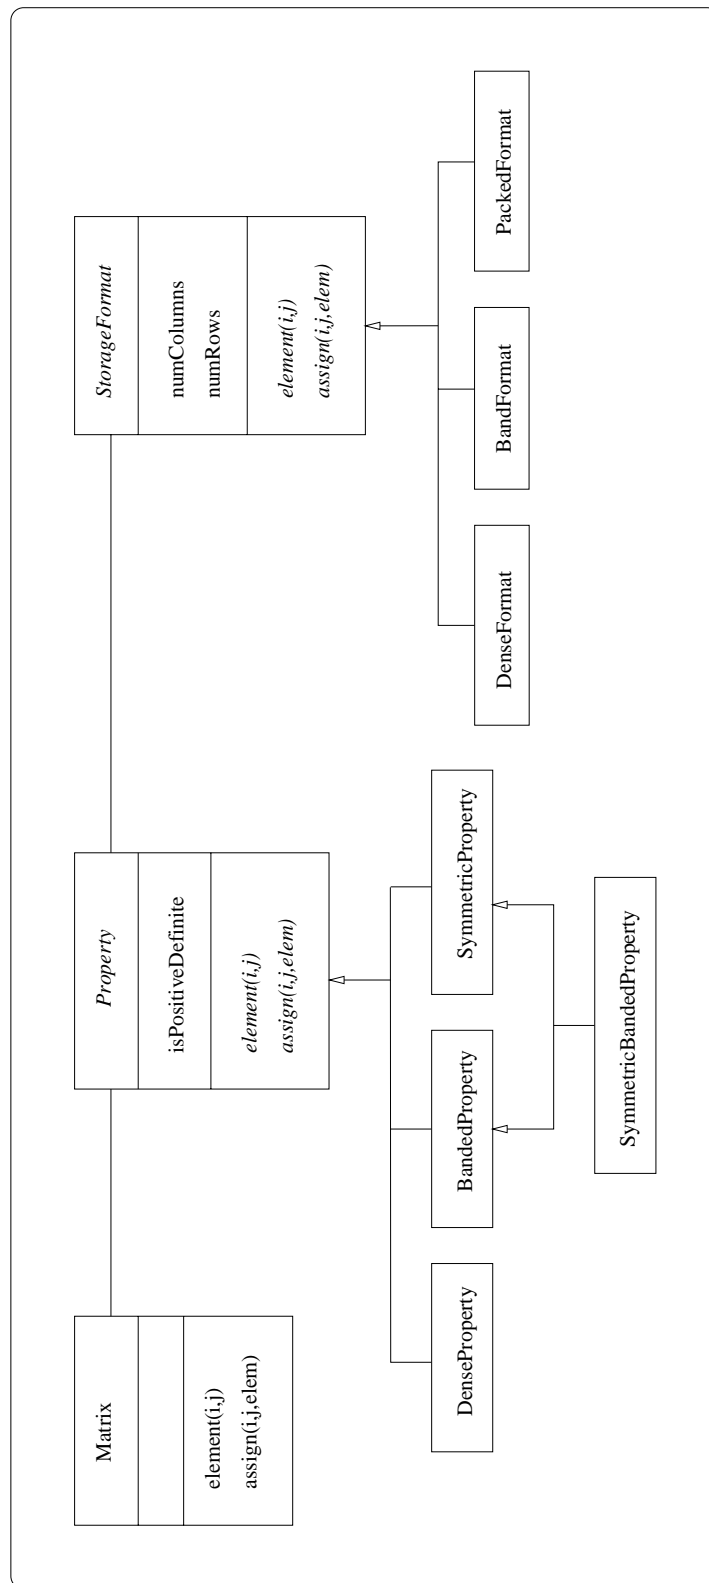 Matrix
element(i,j)
assign(i,j,elem)
Property
isPositiveDefinite
element(i,j)
assign(i,j,elem)
StorageFormat
numColumns
numRows
element(i,j)
assign(i,j,elem)
DenseProperty
BandedProperty
SymmetricProperty
SymmetricBandedProperty
DenseFormat
BandFormat
PackedFormat